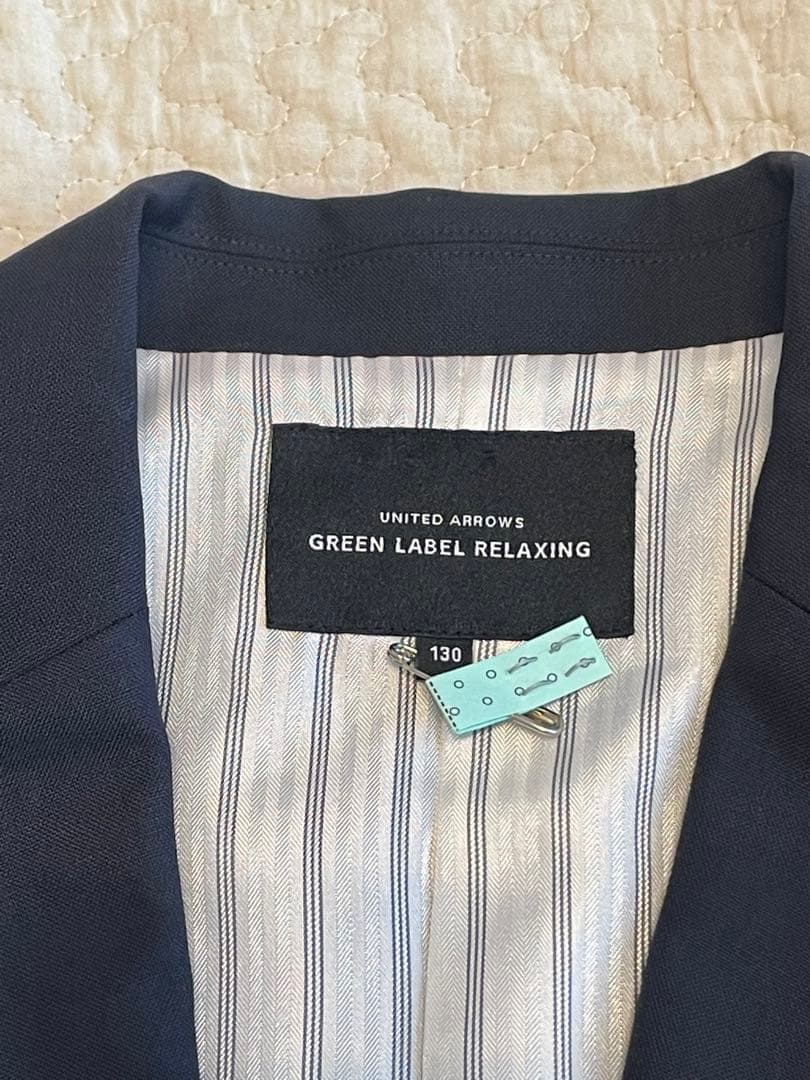 UNITED ARROWS
GREEN LABEL RELAXING
130